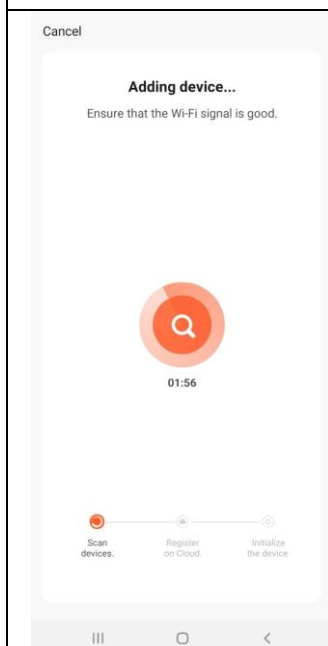 Cancel
Adding device...
Ensure that the Wi-Fi signal is good.
01:56
Scan
devices.
Register
on Cloud.
Initialize
the device